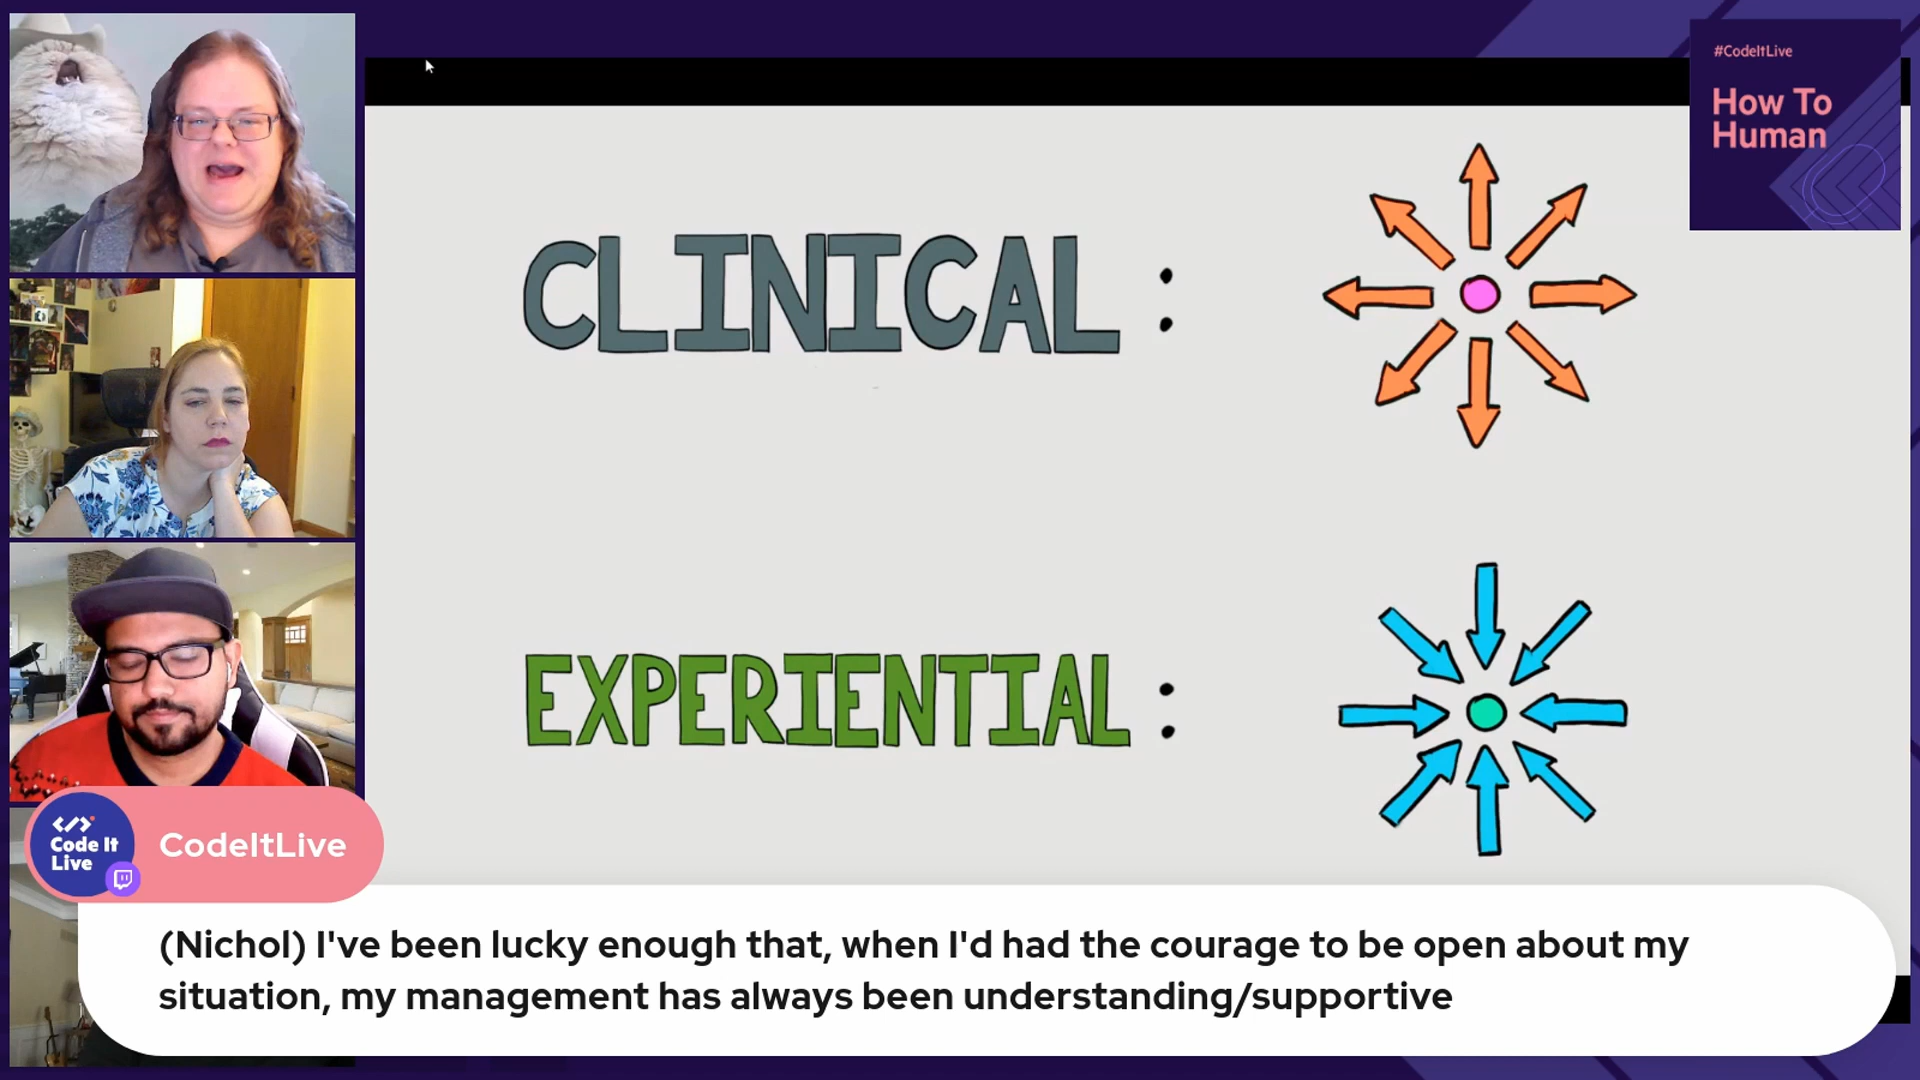 #CodeItLive
How To
Human
CLINICAL :
EXPERIENTIAL :
</>
Code It
Live
CodeItLive
(Nichol) I've been lucky enough that, when I'd had the courage to be open about my
situation, my management has always been understanding/supportive